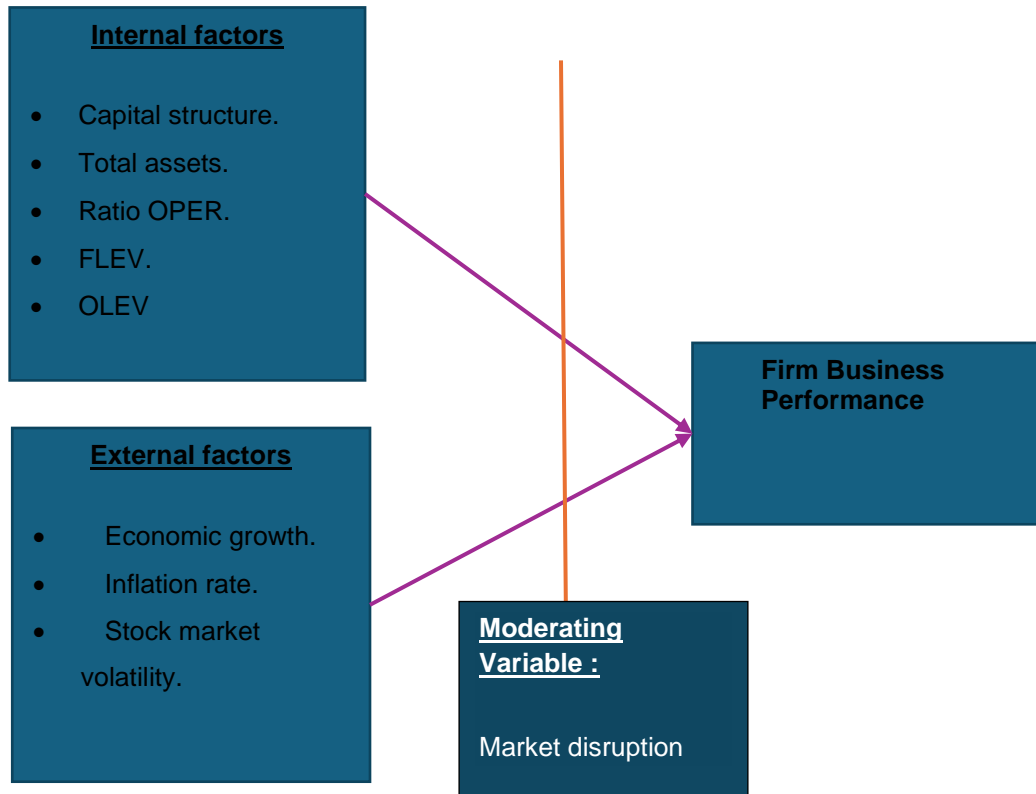 Internal factors
• Capital structure.
• Total assets.
• Ratio OPER.
• FLEV.
• OLEV
Firm Business
Performance
External factors
• Economic growth.
• Inflation rate.
• Stock market
volatility.
Moderating
Variable :
Market disruption